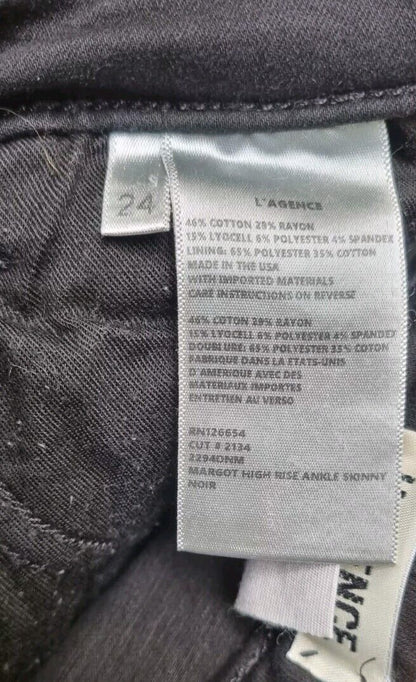 24
L'AGENCE
46% COTTON 29% RAYON
15% LYOCELL 6% POLYESTER 4% SPANDEX
LINING: 65% POLYESTER 35% COTTON
MADE IN THE USA
WITH IMPORTED MATERIALS
CARE INSTRUCTIONS ON REVERSE
46% COTON 29% RAYON
15% LYOCELL 6% POLYESTER 4% SPANDEX
DOUBLURE: 65% POLYESTER 35% COTON
FABRIQUE DANS LA ETATS-UNIS
D'AMERIQUE AVEC DES
MATERIAUX IMPORTES
ENTRETIEN AU VERSO
RN126654
CUT # 2134
2294DNM
MARGOT HIGH RISE ANKLE SKINNY
NOIR
ENCE